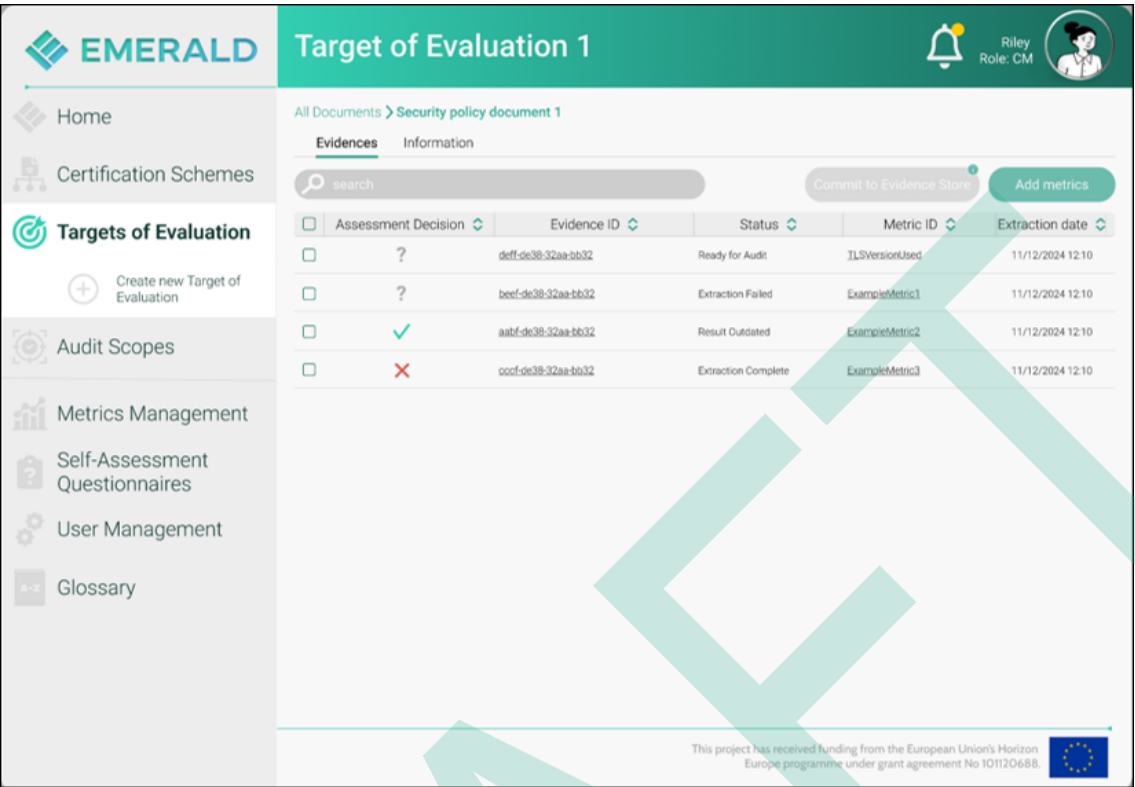 EMERALD
Target of Evaluation 1
Riley
Role: CM
Home
Certification Schemes
Targets of Evaluation
Create new Target of
Evaluation
Audit Scopes
Metrics Management
Self-Assessment
Questionnaires
User Management
A-Z
Glossary
All Documents Security policy document 1
Evidences Information
search
Commit to Evidence Store
Add metrics
Assessment Decision Evidence ID Status Metric ID Extraction date
? deff-de38-32aa-bb32 Ready for Audit TLSVersionUsed 11/12/2024 12:10
? beef-de38-32aa-bb32 Extraction Failed ExampleMetric1 11/12/2024 12:10
aabf-de38-32aa-bb32 Result Outdated ExampleMetric2 11/12/2024 12:10
cccf-de38-32aa-bb32 Extraction Complete ExampleMetric3 11/12/2024 12:10
This project has received funding from the European Union's Horizon
Europe programme under grant agreement No 101120688.